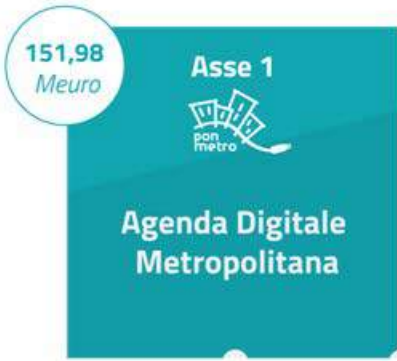 151,98
Meuro
Asse 1
pon
metro
Agenda Digitale
Metropolitana